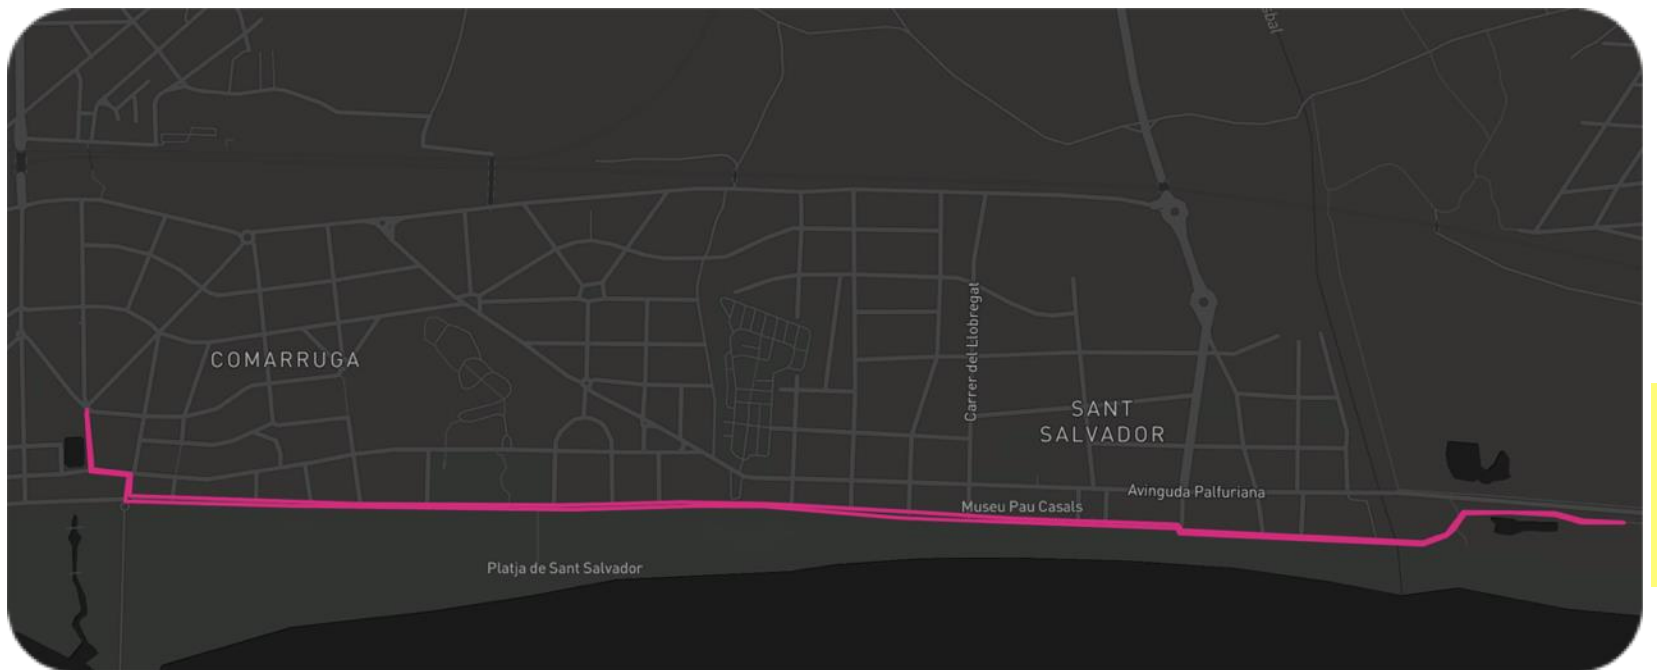 COMARRUGA
Carrer del Llobregat
SANT
SALVADOR
Avinguda Palfuriana
Museu Pau Casals
Platja de Sant Salvador